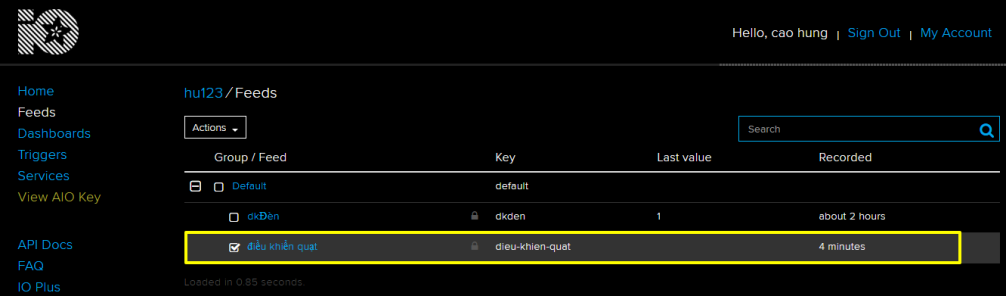 IO
Hello, cao hung | Sign Out | My Account
Home
Feeds
Dashboards
Triggers
Services
View AIO Key
API Docs
FAQ
IO Plus
hu123 / Feeds
Actions
Search
Group / Feed Key Last value Recorded
Default default
dkĐèn dkden 1 about 2 hours
điều khiển quạt dieu-khien-quat 4 minutes
Loaded in 0.85 seconds.